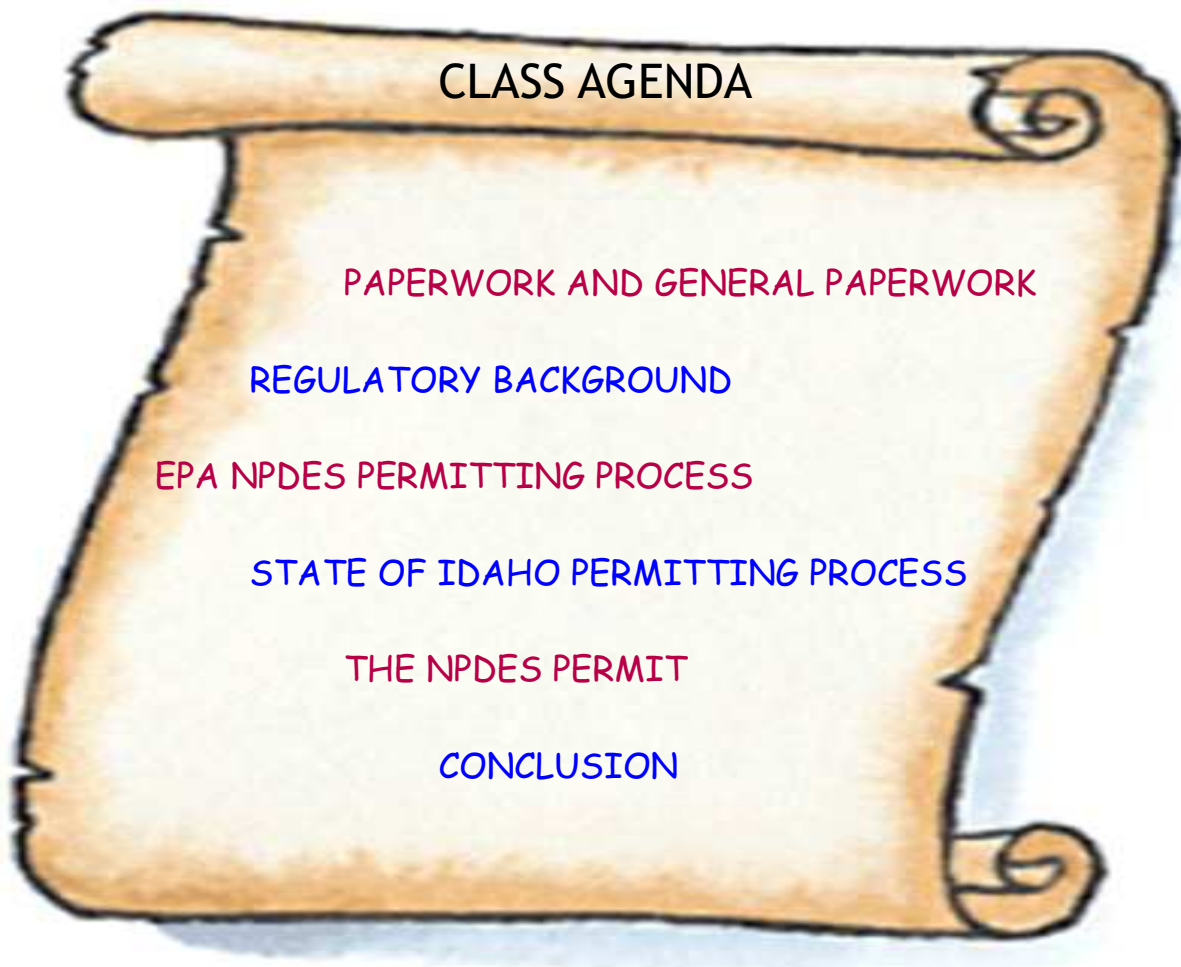 CLASS AGENDA
PAPERWORK AND GENERAL PAPERWORK
REGULATORY BACKGROUND
EPA NPDES PERMITTING PROCESS
STATE OF IDAHO PERMITTING PROCESS
THE NPDES PERMIT
CONCLUSION